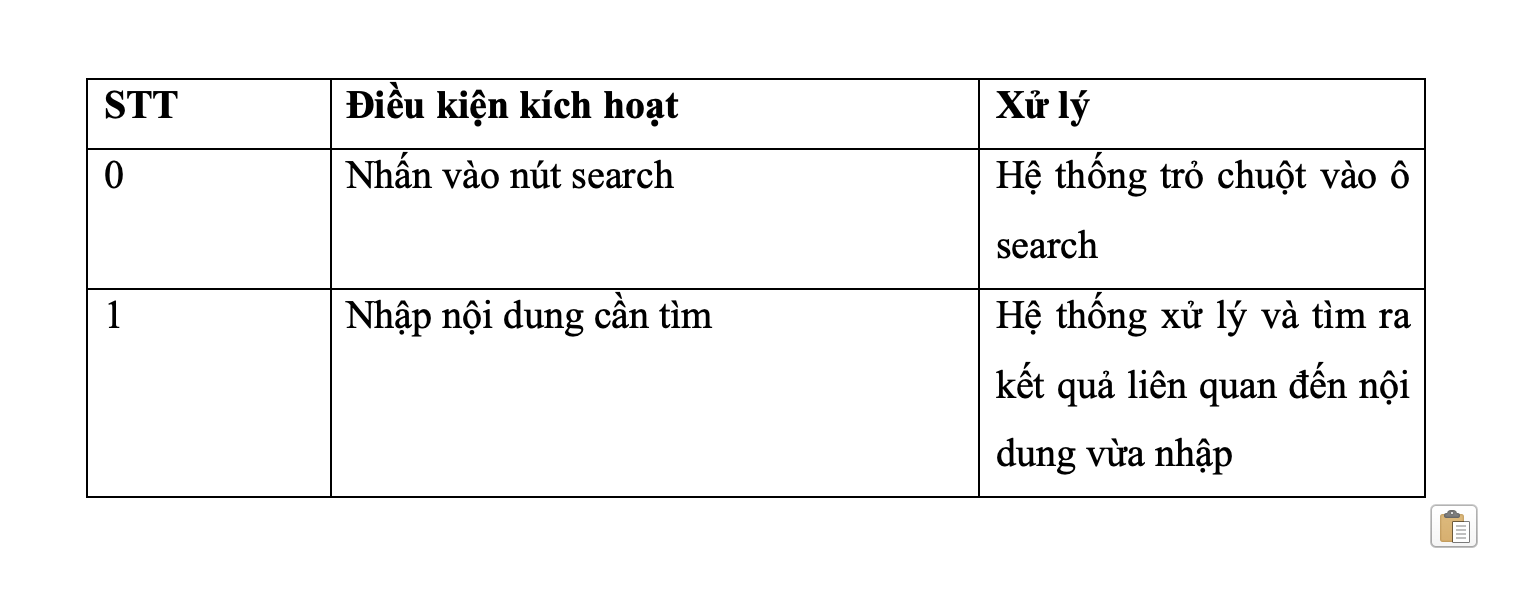 STT Điều kiện kích hoạt Xử lý
0 Nhấn vào nút search Hệ thống trỏ chuột vào ô
search
1 Nhập nội dung cần tìm Hệ thống xử lý và tìm ra
kết quả liên quan đến nội
dung vừa nhập